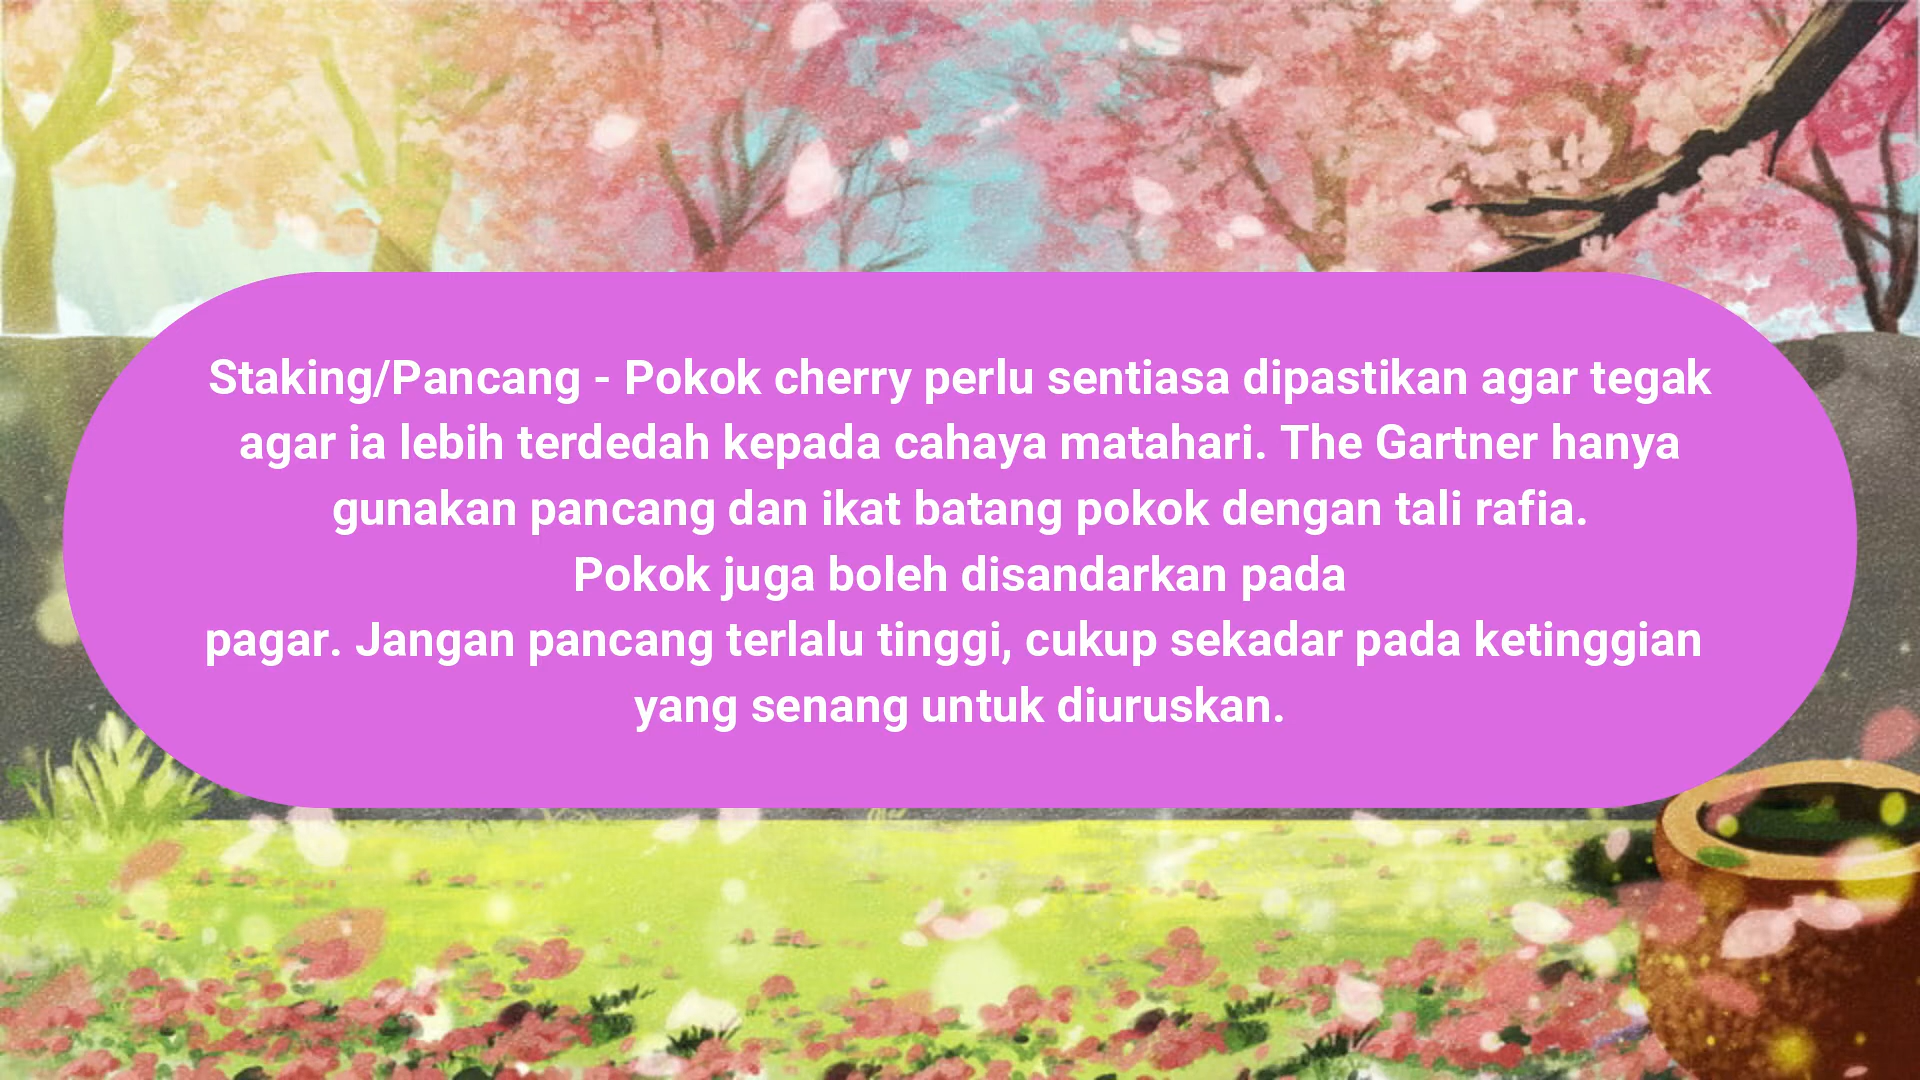 Staking/Pancang - Pokok cherry perlu sentiasa dipastikan agar tegak
agar ia lebih terdedah kepada cahaya matahari. The Gartner hanya
gunakan pancang dan ikat batang pokok dengan tali rafia.
Pokok juga boleh disandarkan pada
pagar. Jangan pancang terlalu tinggi, cukup sekadar pada ketinggian
yang senang untuk diuruskan.